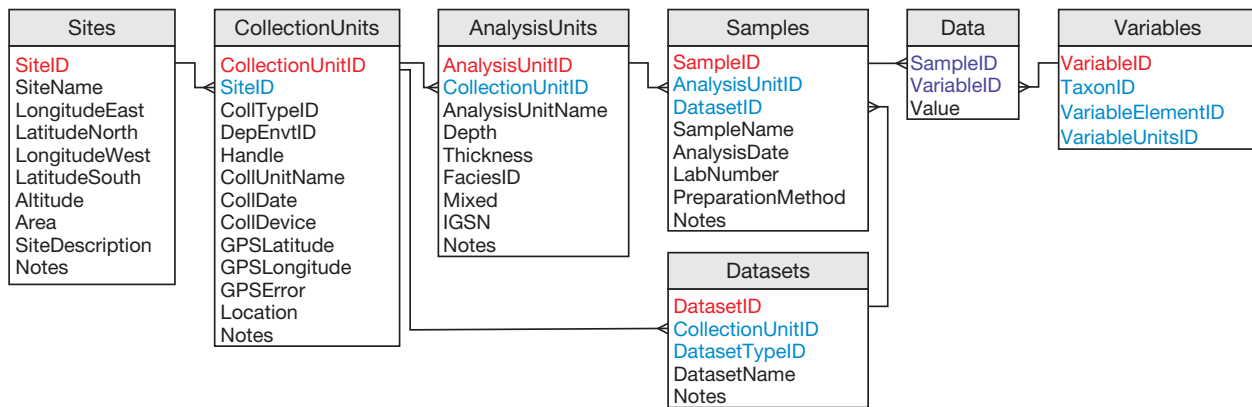 Sites
SiteID
SiteName
LongitudeEast
LatitudeNorth
LongitudeWest
LatitudeSouth
Altitude
Area
SiteDescription
Notes
CollectionUnits
CollectionUnitID
SiteID
CollTypeID
DepEnvtID
Handle
CollUnitName
CollDate
CollDevice
GPSLatitude
GPSLongitude
GPSError
Location
Notes
AnalysisUnits
AnalysisUnitID
CollectionUnitID
AnalysisUnitName
Depth
Thickness
FaciesID
Mixed
IGSN
Notes
Samples
SampleID
AnalysisUnitID
DatasetID
SampleName
AnalysisDate
LabNumber
PreparationMethod
Notes
Datasets
DatasetID
CollectionUnitID
DatasetTypeID
DatasetName
Notes
Data
SampleID
VariableID
Value
Variables
VariableID
TaxonID
VariableElementID
VariableUnitsID